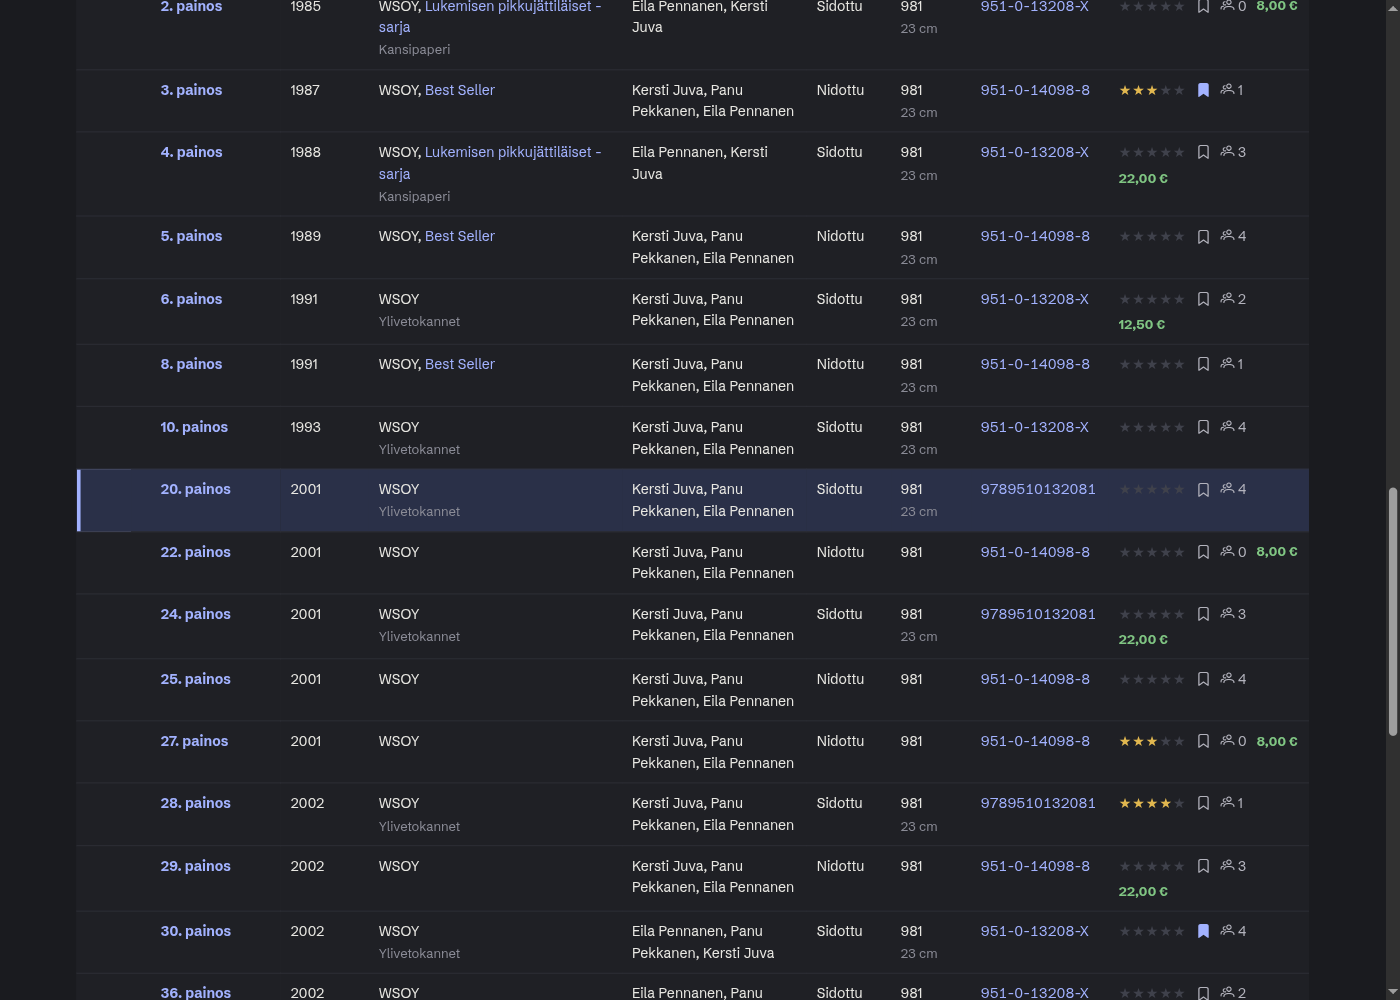 2. painos 1985 WSOY, Lukemisen pikkujättiläiset - Eila Pennanen, Kersti Sidottu 981 951-0-13208-X 0 8,00 €
sarja Juva 23 cm
Kansipaperi
3. painos 1987 WSOY, Best Seller Kersti Juva, Panu Nidottu 981 951-0-14098-8 1
Pekkanen, Eila Pennanen 23 cm
4. painos 1988 WSOY, Lukemisen pikkujättiläiset - Eila Pennanen, Kersti Sidottu 981 951-0-13208-X 3
sarja Juva 23 cm 22,00 €
Kansipaperi
5. painos 1989 WSOY, Best Seller Kersti Juva, Panu Nidottu 981 951-0-14098-8 4
Pekkanen, Eila Pennanen 23 cm
6. painos 1991 WSOY Kersti Juva, Panu Sidottu 981 951-0-13208-X 2
Ylivetokannet Pekkanen, Eila Pennanen 23 cm 12,50 €
8. painos 1991 WSOY, Best Seller Kersti Juva, Panu Nidottu 981 951-0-14098-8 1
Pekkanen, Eila Pennanen 23 cm
10. painos 1993 WSOY Kersti Juva, Panu Sidottu 981 951-0-13208-X 4
Ylivetokannet Pekkanen, Eila Pennanen 23 cm
20. painos 2001 WSOY Kersti Juva, Panu Sidottu 981 9789510132081 4
Ylivetokannet Pekkanen, Eila Pennanen 23 cm
22. painos 2001 WSOY Kersti Juva, Panu Nidottu 981 951-0-14098-8 0 8,00 €
Pekkanen, Eila Pennanen
24. painos 2001 WSOY Kersti Juva, Panu Sidottu 981 9789510132081 3
Ylivetokannet Pekkanen, Eila Pennanen 23 cm 22,00 €
25. painos 2001 WSOY Kersti Juva, Panu Nidottu 981 951-0-14098-8 4
Pekkanen, Eila Pennanen
27. painos 2001 WSOY Kersti Juva, Panu Nidottu 981 951-0-14098-8 0 8,00 €
Pekkanen, Eila Pennanen
28. painos 2002 WSOY Kersti Juva, Panu Sidottu 981 9789510132081 1
Ylivetokannet Pekkanen, Eila Pennanen 23 cm
29. painos 2002 WSOY Kersti Juva, Panu Nidottu 981 951-0-14098-8 3
Pekkanen, Eila Pennanen 22,00 €
30. painos 2002 WSOY Eila Pennanen, Panu Sidottu 981 951-0-13208-X 4
Ylivetokannet Pekkanen, Kersti Juva 23 cm
36. painos 2002 WSOY Eila Pennanen, Panu Sidottu 981 951-0-13208-X 2